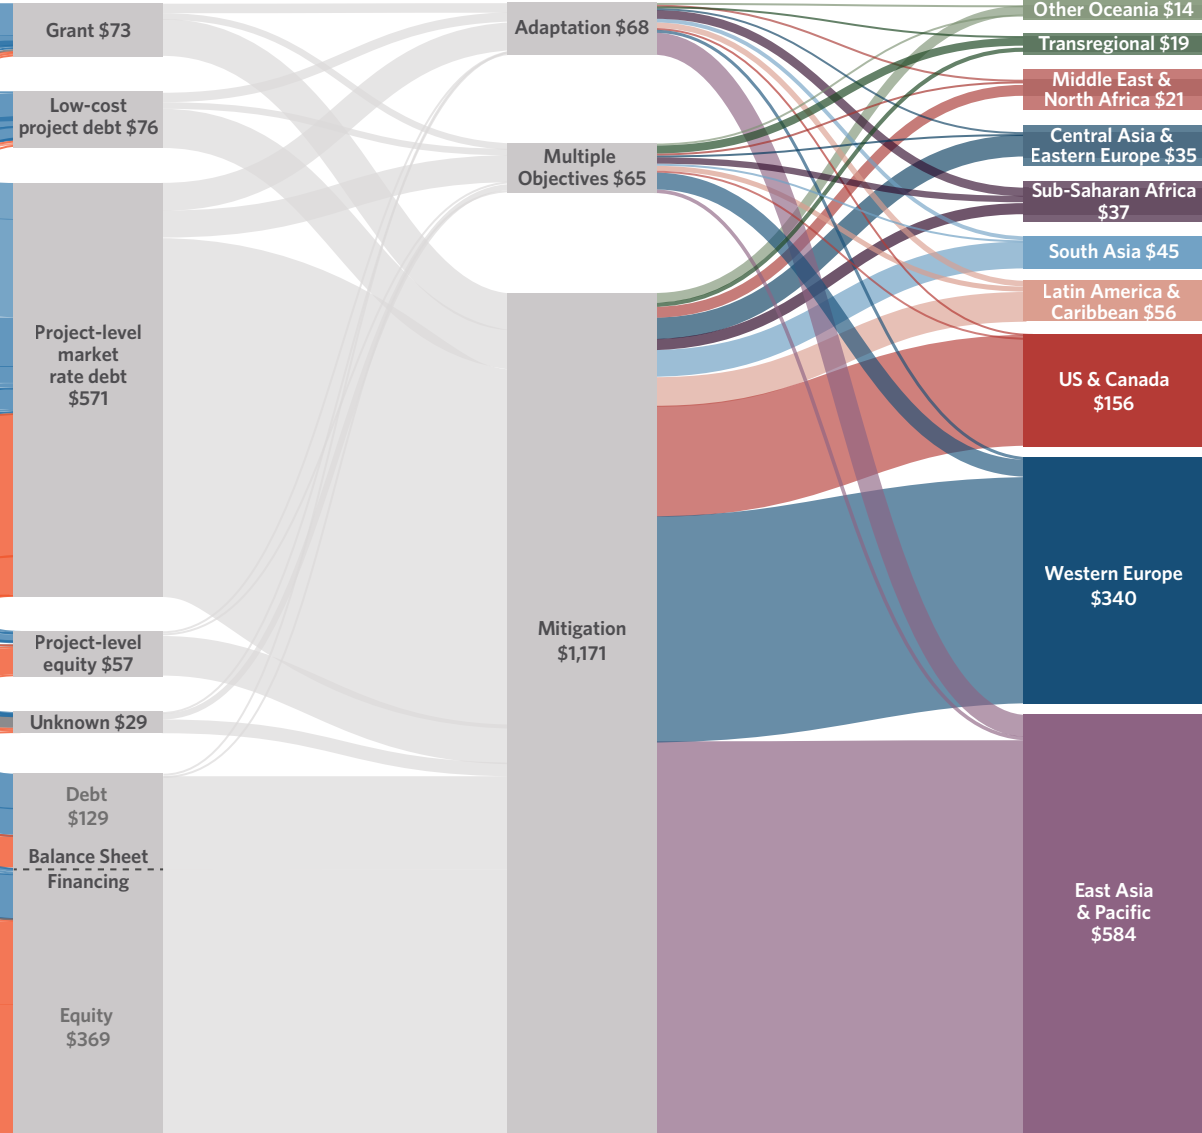 Grant $73
Low-cost
project debt $76
Project-level
market
rate debt
$571
Project-level
equity $57
Unknown $29
Debt
$129
Balance Sheet
Financing
Equity
$369
Adaptation $68
Multiple
Objectives $65
Mitigation
$1,171
Other Oceania $14
Transregional $19
Middle East &
North Africa $21
Central Asia &
Eastern Europe $35
Sub-Saharan Africa
$37
South Asia $45
Latin America &
Caribbean $56
US & Canada
$156
Western Europe
$340
East Asia
& Pacific
$584